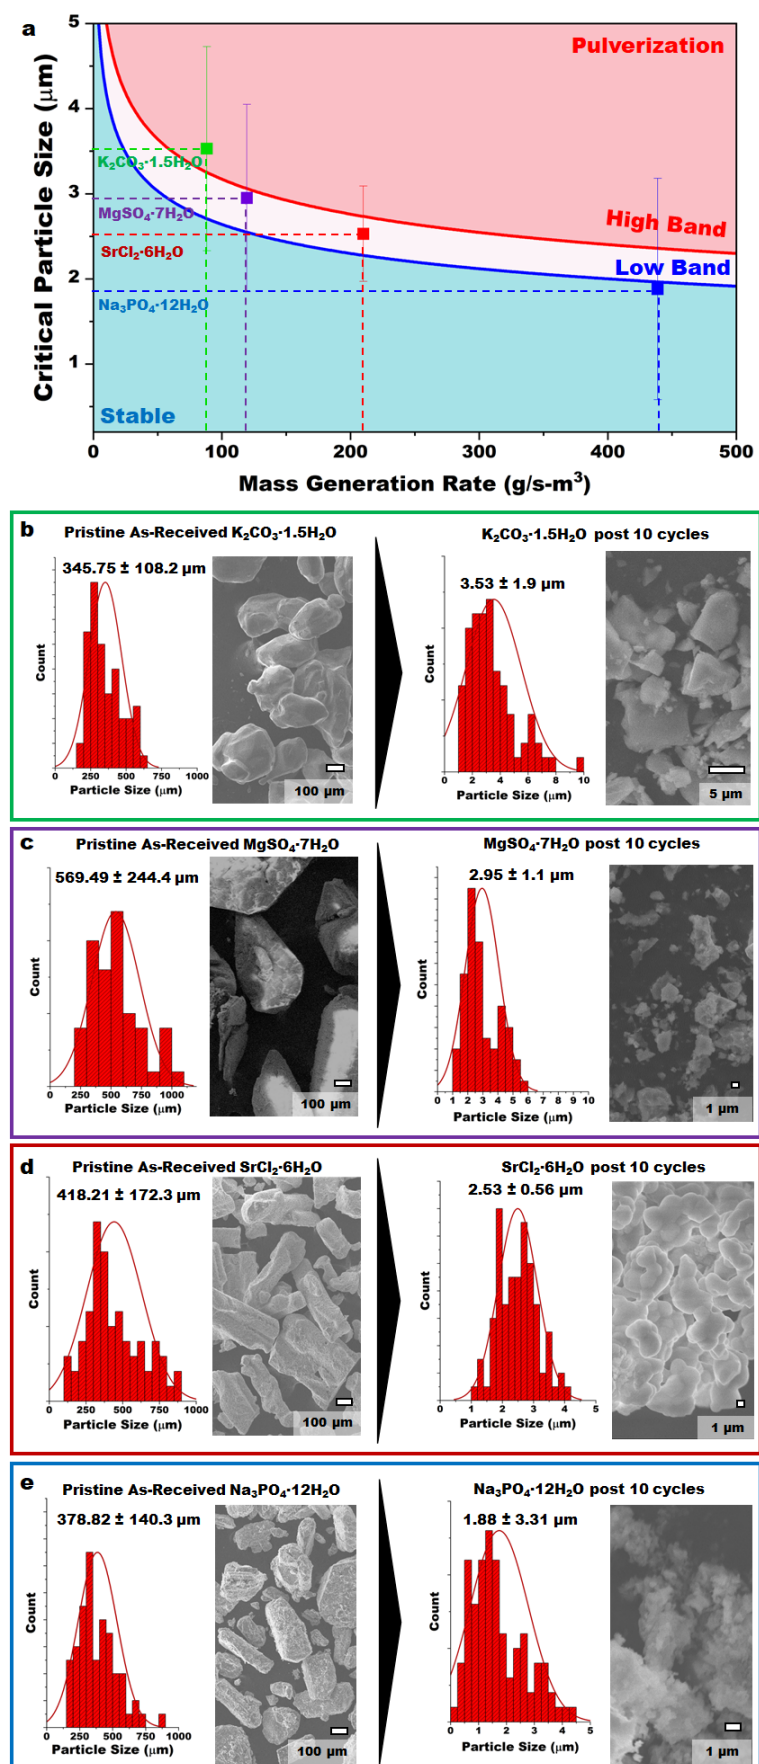 a
5
4
3
2
1
Critical Particle Size (μm)
Pulverization
High Band
Low Band
K₂CO₃·1.5H₂O
MgSO₄·7H₂O
SrCl₂·6H₂O
Na₃PO₄·12H₂O
Stable
0 100 200 300 400 500
Mass Generation Rate (g/s-m³)
b
Pristine As-Received K₂CO₃·1.5H₂O
345.75 ± 108.2 μm
Count
0 250 500 750 1000
Particle Size (μm)
100 μm
K₂CO₃·1.5H₂O post 10 cycles
3.53 ± 1.9 μm
Count
0 2 4 6 8 10
Particle Size (μm)
5 μm
c
Pristine As-Received MgSO₄·7H₂O
569.49 ± 244.4 μm
Count
0 250 500 750 1000
Particle Size (μm)
100 μm
MgSO₄·7H₂O post 10 cycles
2.95 ± 1.1 μm
Count
0 1 2 3 4 5 6 7 8 9 10
Particle Size (μm)
1 μm
d
Pristine As-Received SrCl₂·6H₂O
418.21 ± 172.3 μm
Count
0 250 500 750 1000
Particle Size (μm)
100 μm
SrCl₂·6H₂O post 10 cycles
2.53 ± 0.56 μm
Count
0 1 2 3 4 5
Particle Size (μm)
1 μm
e
Pristine As-Received Na₃PO₄·12H₂O
378.82 ± 140.3 μm
Count
0 250 500 750 1000
Particle Size (μm)
100 μm
Na₃PO₄·12H₂O post 10 cycles
1.88 ± 3.31 μm
Count
0 1 2 3 4 5
Particle Size (μm)
1 μm